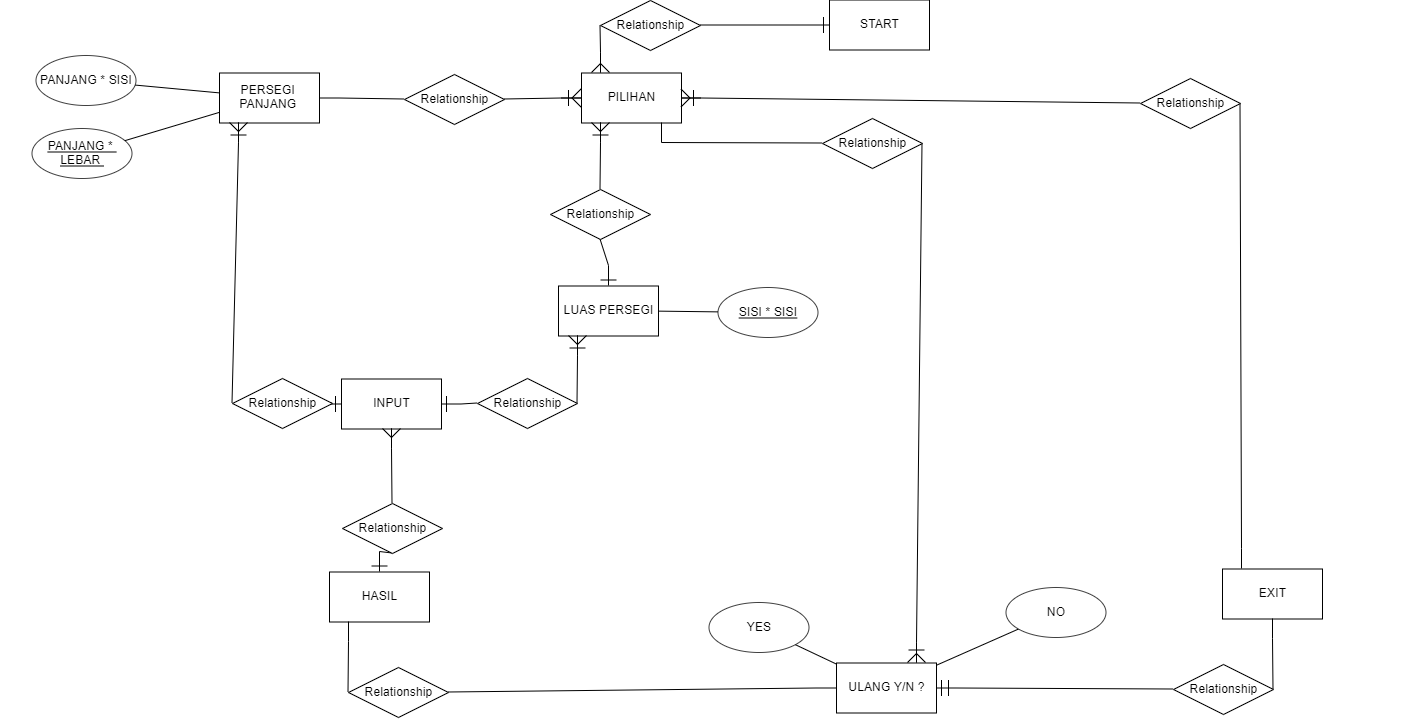 Relationship
START
PANJANG * SISI
PERSEGI
PANJANG
Relationship
PILIHAN
Relationship
PANJANG *
LEBAR
Relationship
Relationship
LUAS PERSEGI
SISI * SISI
Relationship
INPUT
Relationship
Relationship
HASIL
EXIT
YES
NO
Relationship
ULANG Y/N ?
Relationship